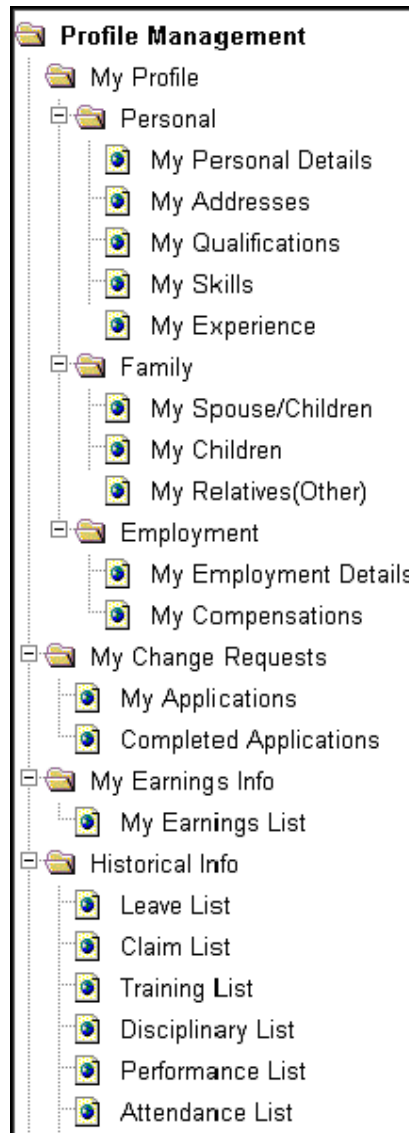 Profile Management
My Profile
Personal
My Personal Details
My Addresses
My Qualifications
My Skills
My Experience
Family
My Spouse/Children
My Children
My Relatives(Other)
Employment
My Employment Details
My Compensations
My Change Requests
My Applications
Completed Applications
My Earnings Info
My Earnings List
Historical Info
Leave List
Claim List
Training List
Disciplinary List
Performance List
Attendance List